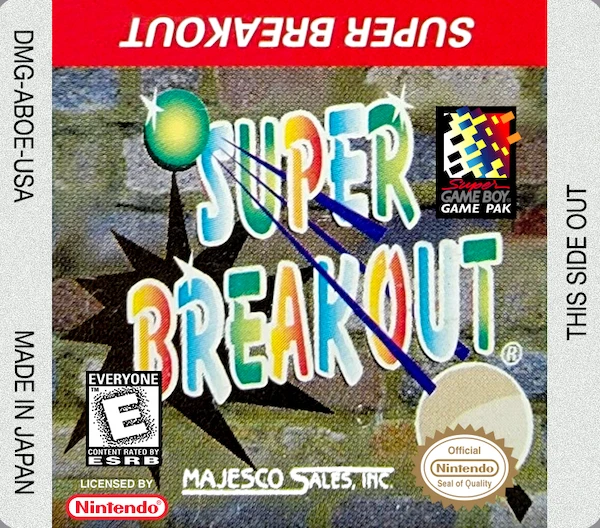 SUPER BREAKOUT
DMG-ABOE-USA
MADE IN JAPAN
SUPER
BREAKOUT
®
Super
GAME BOY
GAME PAK
THIS SIDE OUT
EVERYONE
TM
E
CONTENT RATED BY
ESRB
LICENSED BY
Nintendo®
MAJESCO SALES, INC.
Official
Nintendo
Seal of Quality